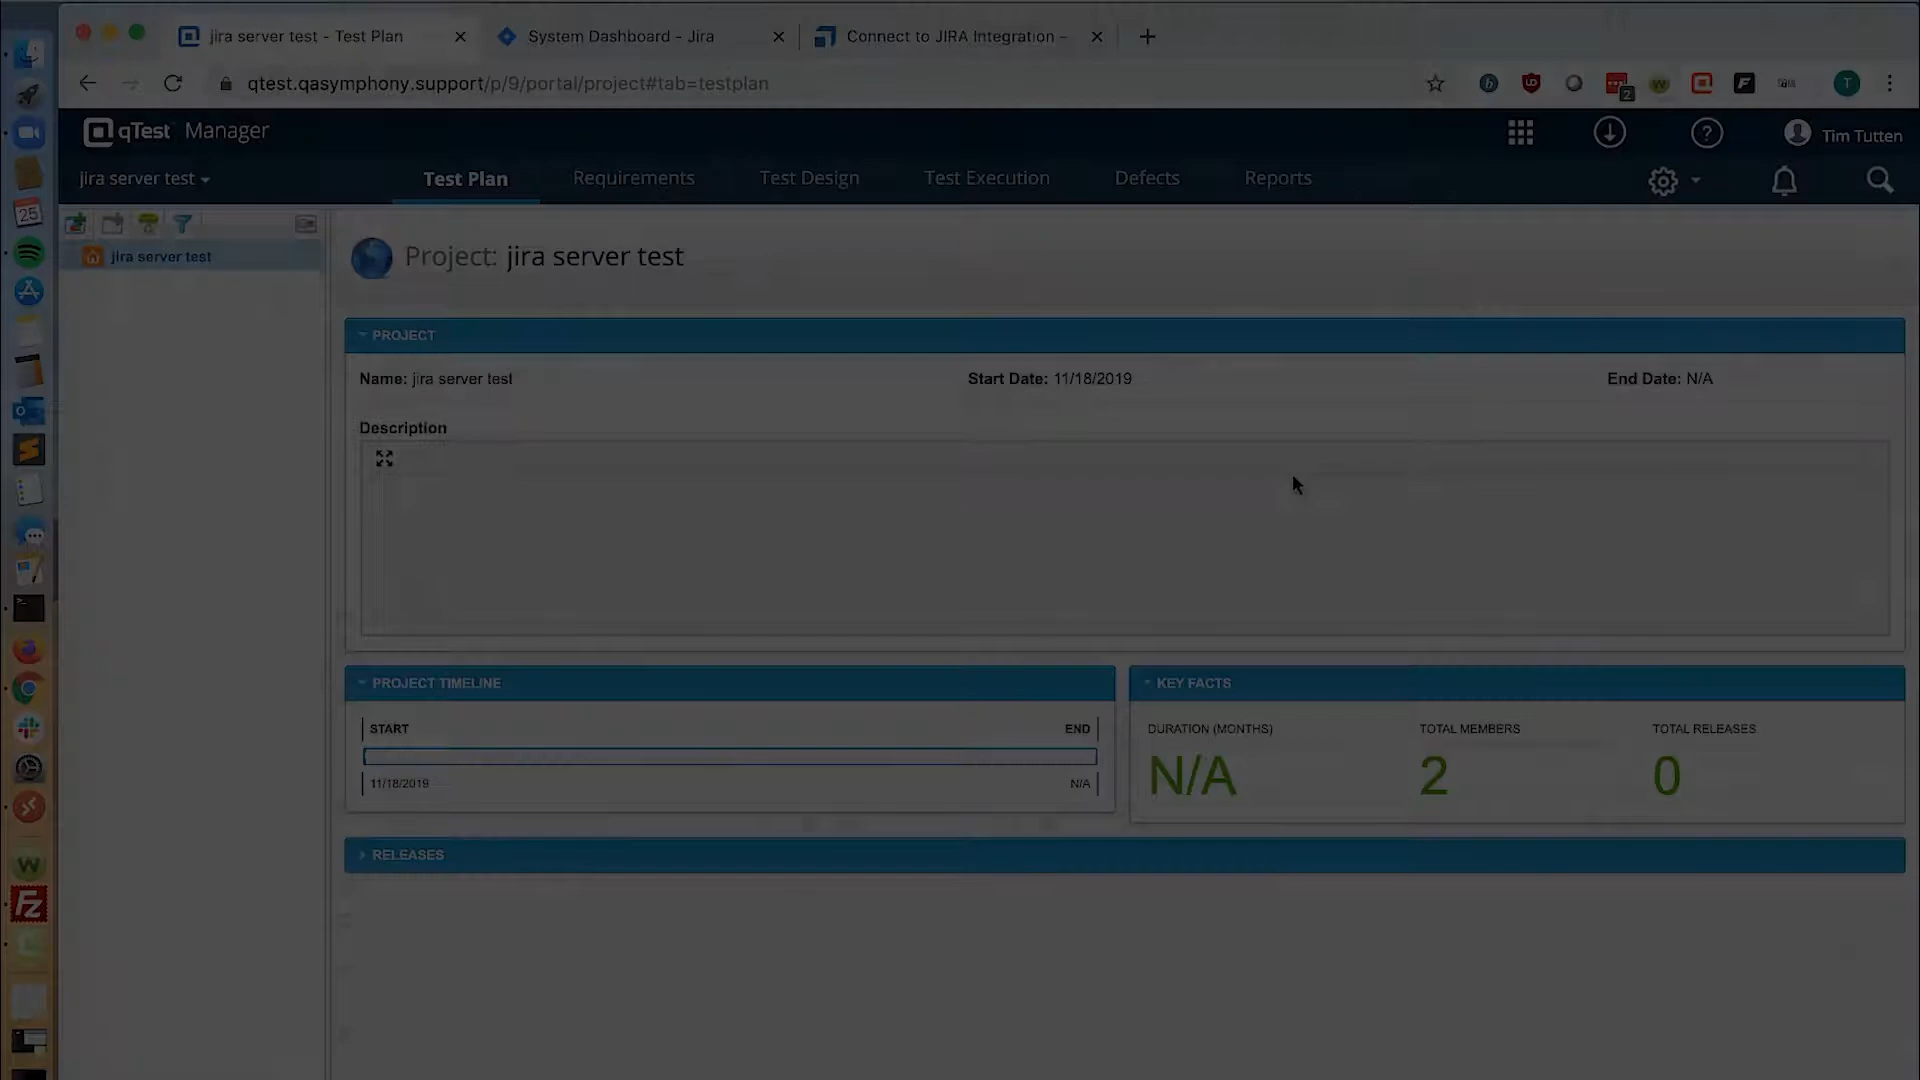 jira server test - Test Plan
System Dashboard - Jira
Connect to JIRA Integration -
qtest.qasymphony.support/p/9/portal/project#tab=testplan
2
T
qTest Manager
Tim Tutten
jira server test
Test Plan
Requirements
Test Design
Test Execution
Defects
Reports
25
jira server test
Project: jira server test
PROJECT
Name: jira server test
Start Date: 11/18/2019
End Date: N/A
Description
PROJECT TIMELINE
START
END
11/18/2019
N/A
KEY FACTS
DURATION (MONTHS)
TOTAL MEMBERS
TOTAL RELEASES
N/A
2
0
RELEASES